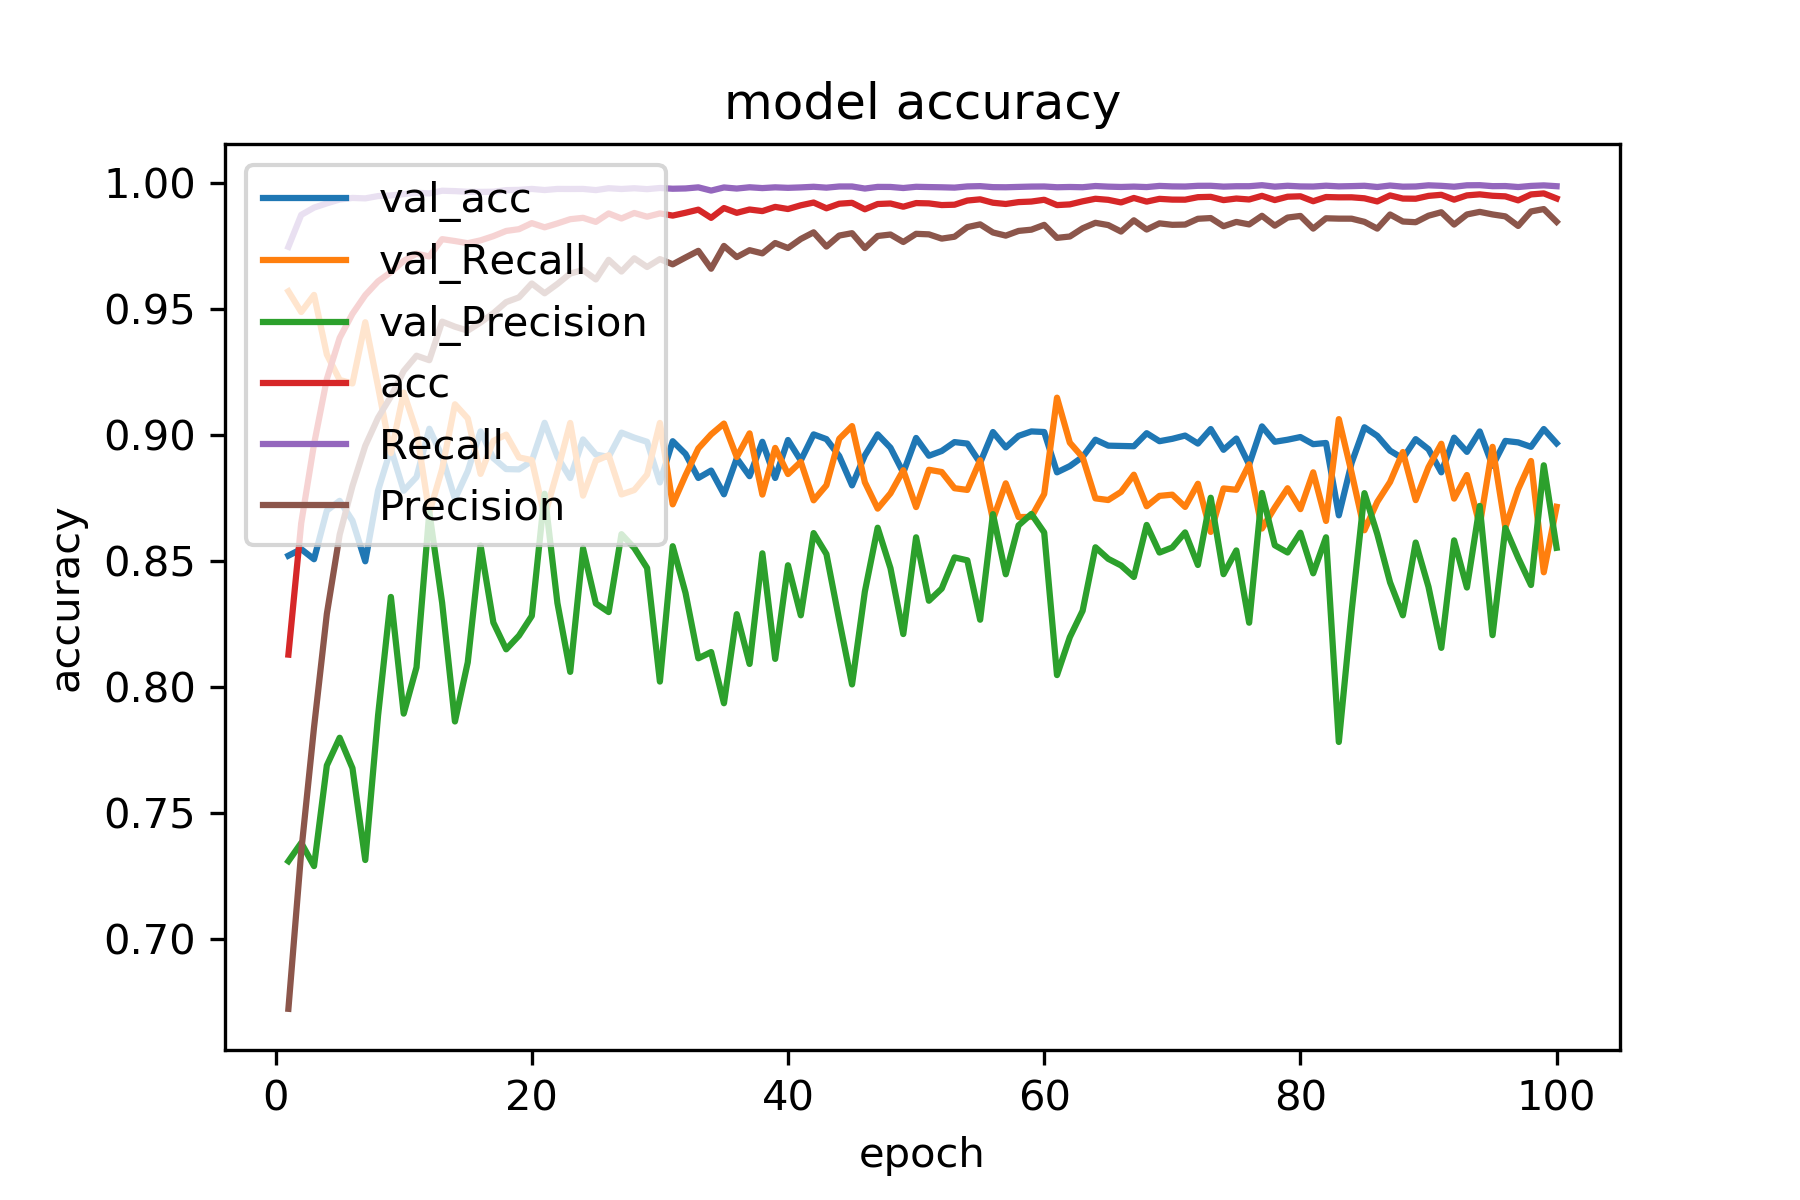 model accuracy
accuracy
1.00
0.95
0.90
0.85
0.80
0.75
0.70
val_acc
val_Recall
val_Precision
acc
Recall
Precision
0 20 40 60 80 100
epoch